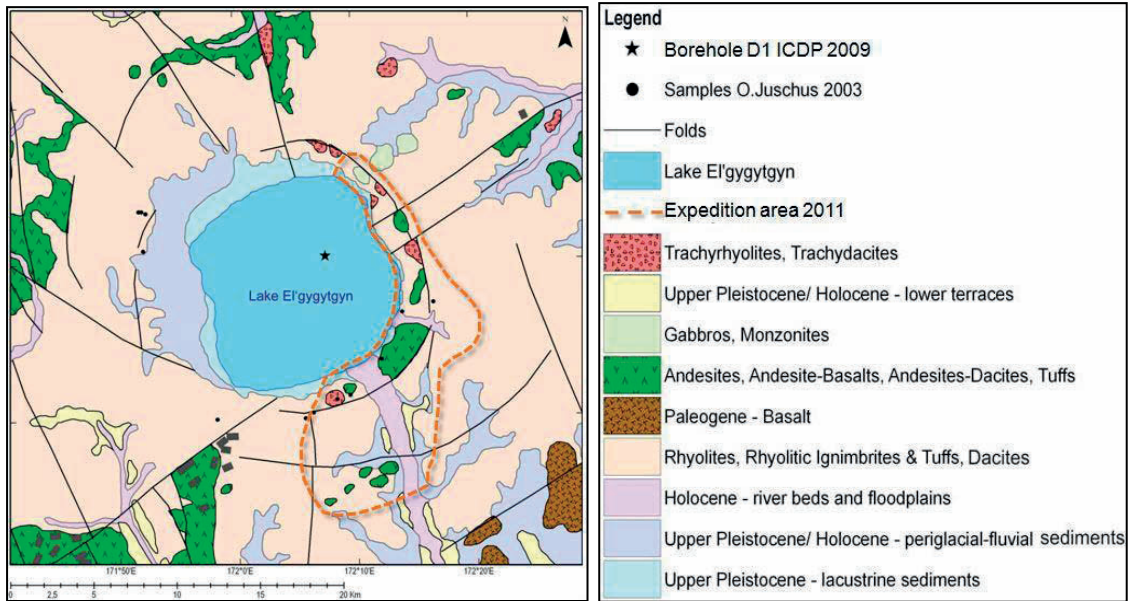 N
Lake El'gygytgyn
171°50'E
172°0'E
172°10'E
172°20'E
0 2.5 5 10 15 20 Km
Legend
Borehole D1 ICDP 2009
Samples O.Juschus 2003
Folds
Lake El'gygytgyn
Expedition area 2011
Trachyrhyolites, Trachydacites
Upper Pleistocene/ Holocene - lower terraces
Gabbros, Monzonites
Andesites, Andesite-Basalts, Andesites-Dacites, Tuffs
Paleogene - Basalt
Rhyolites, Rhyolitic Ignimbrites & Tuffs, Dacites
Holocene - river beds and floodplains
Upper Pleistocene/ Holocene - periglacial-fluvial sediments
Upper Pleistocene - lacustrine sediments